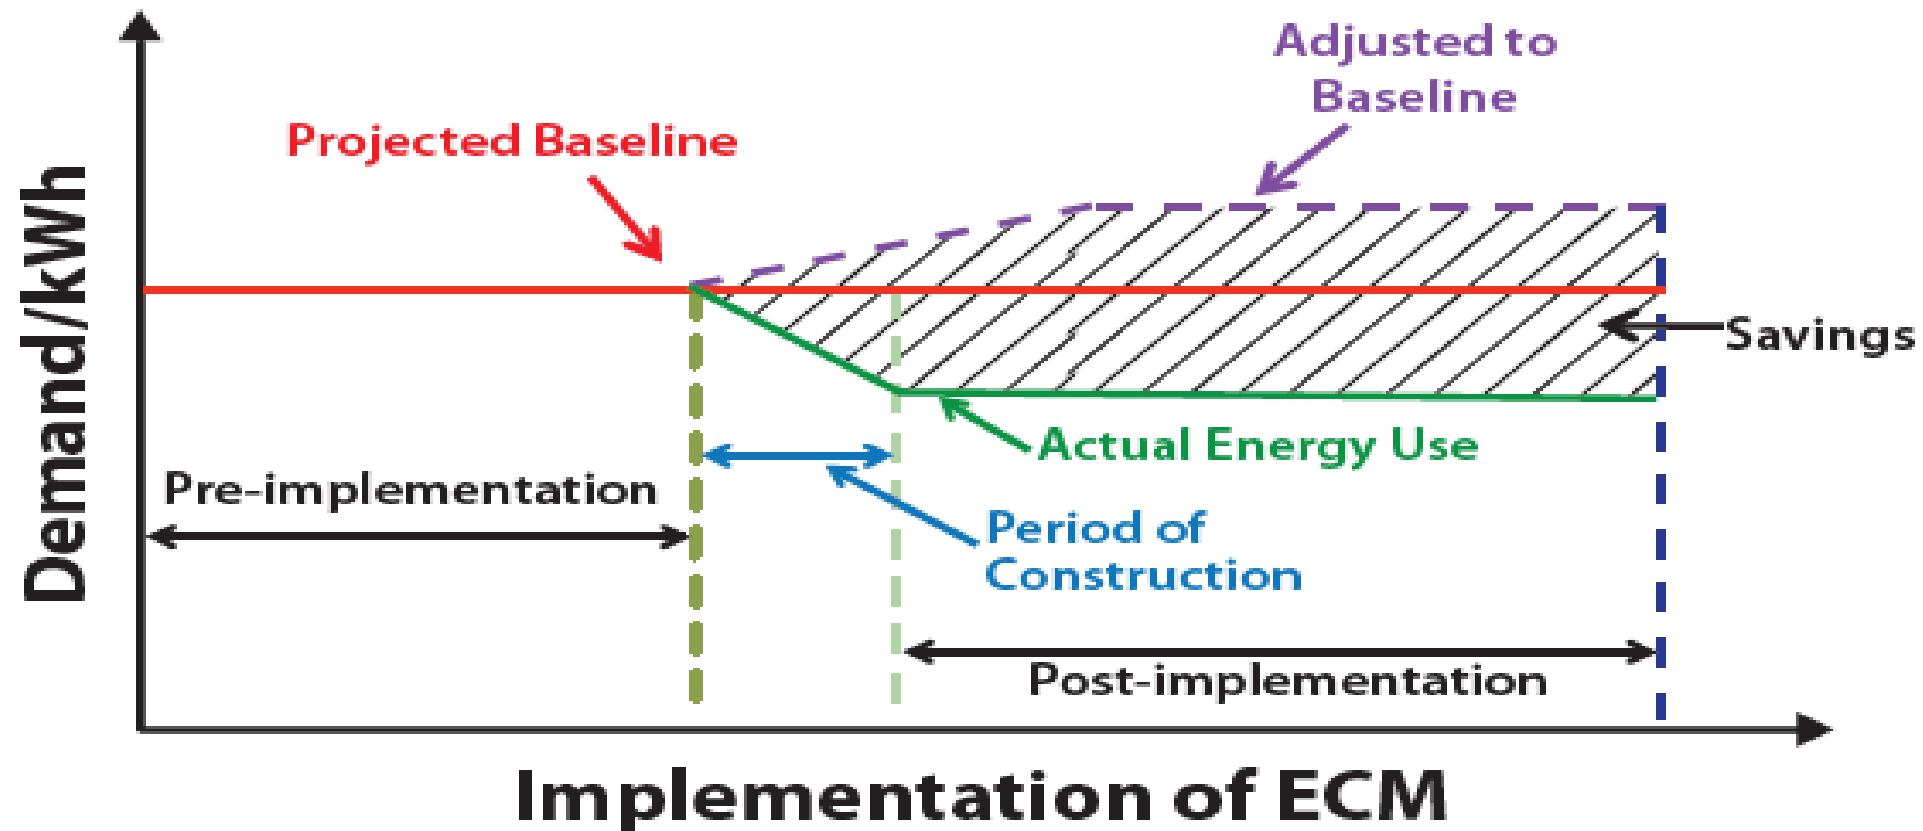 Adjusted to
Baseline
Projected Baseline
Demand/kWh
Savings
Actual Energy Use
Pre-implementation
Period of
Construction
Post-implementation
Implementation of ECM